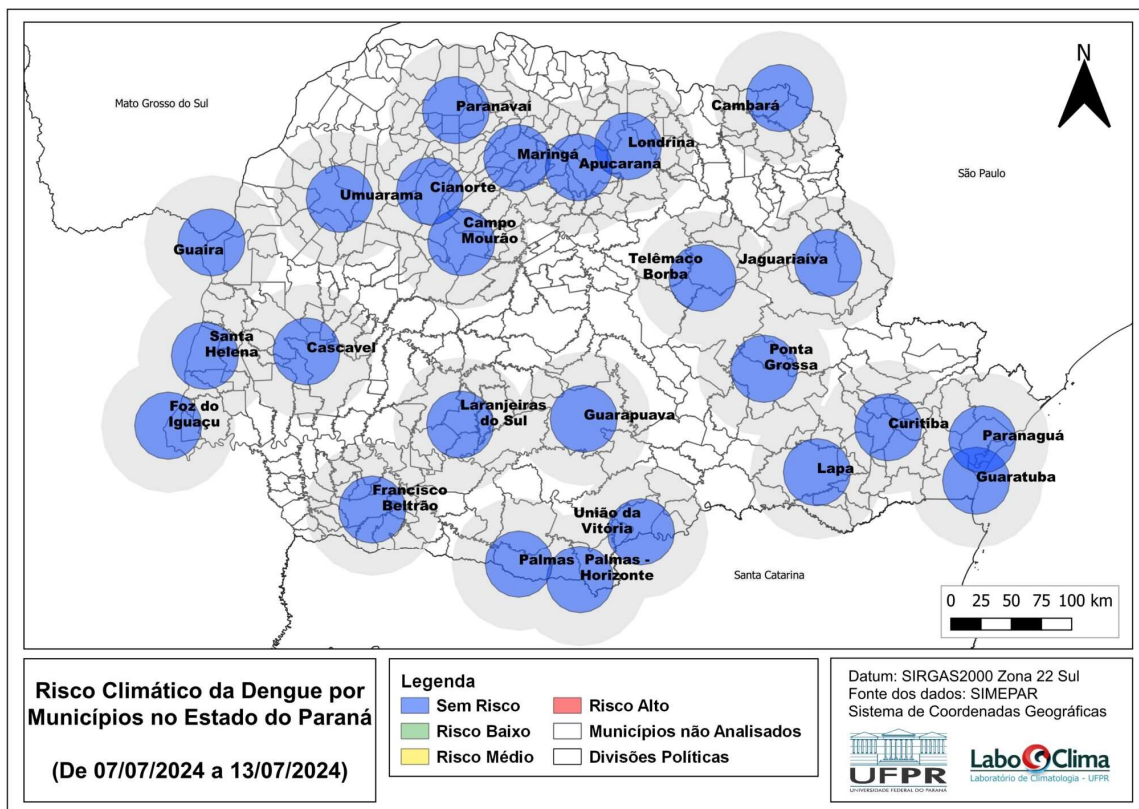 Mato Grosso do Sul
N
Cambará
Paranavaí
Londrina
Maringá
Apucarana
São Paulo
Cianorte
Umuarama
Campo
Mourão
Guaíra
Telêmaco
Borba
Jaguariaíva
Santa
Helena
Cascavel
Ponta
Grossa
Foz do
Iguaçu
Laranjeiras
do Sul
Guarapuava
Curitiba
Paranaguá
Lapa
Guaratuba
Francisco
Beltrão
União da
Vitória
Palmas
Palmas -
Horizonte
Santa Catarina
0 25 50 75 100 km
Risco Climático da Dengue por
Municípios no Estado do Paraná
(De 07/07/2024 a 13/07/2024)
Legenda
Sem Risco
Risco Baixo
Risco Médio
Risco Alto
Municípios não Analisados
Divisões Políticas
Datum: SIRGAS2000 Zona 22 Sul
Fonte dos dados: SIMEPAR
Sistema de Coordenadas Geográficas
UFPR
UNIVERSIDADE FEDERAL DO PARANÁ
LaboClima
Laboratório de Climatologia - UFPR